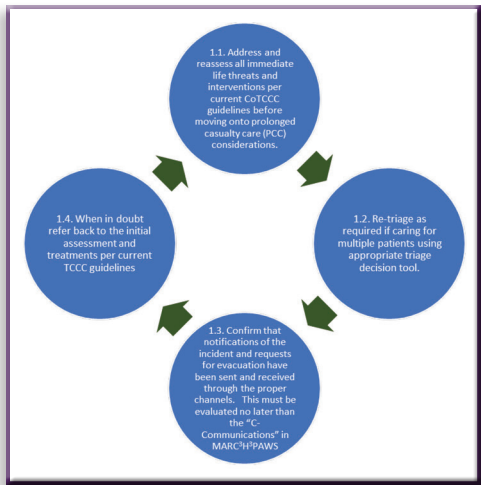 1.1. Address and
reassess all immediate
life threats and
interventions per
current CoTCCC
guidelines before
moving onto prolonged
casualty care (PCC)
considerations.
1.2. Re-triage as
required if caring for
multiple patients using
appropriate triage
decision tool.
1.3. Confirm that
notifications of the
incident and requests
for evacuation have
been sent and received
through the proper
channels.   This must be
evaluated no later than
the “C-
Communications” in
MARC³H³PAWS
1.4. When in doubt
refer back to the initial
assessment and
treatments per current
TCCC guidelines